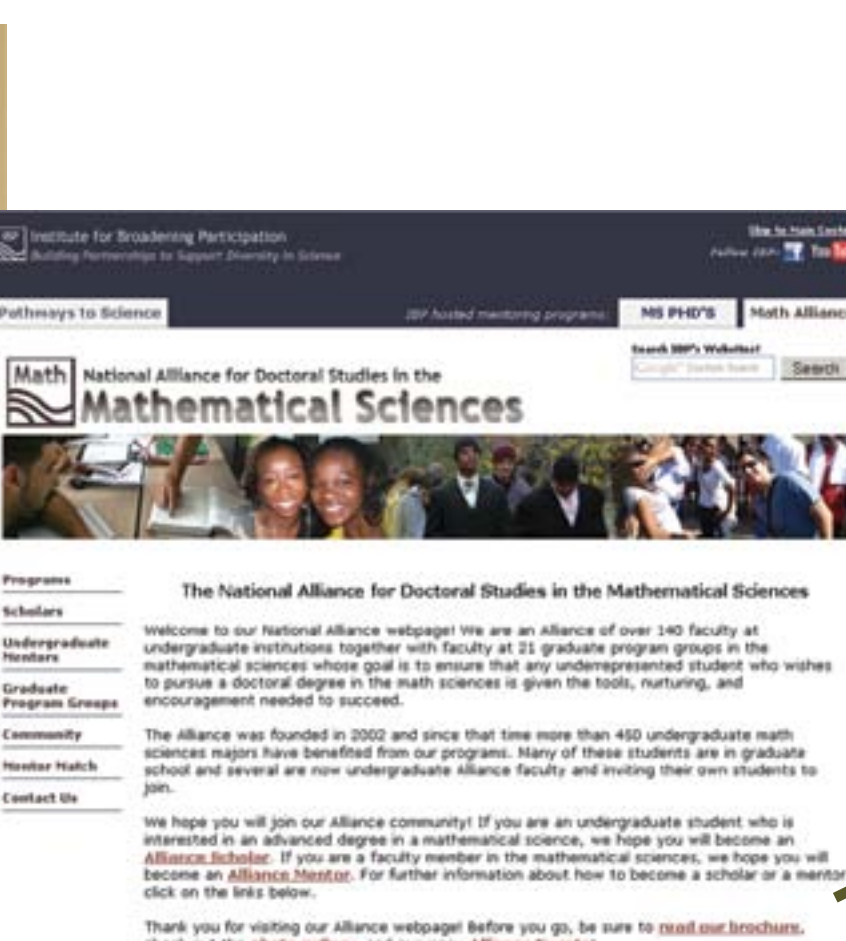 Institute for Broadening Participation
Building Partnerships to Support Diversity in Science
Skip to Main
Follow IBP: You
Pathways to Science
IBP hosted mentoring programs:
MS PHD'S
Math Alliance
Search IBP's Websites!
Search
Math
National Alliance for Doctoral Studies in the
Mathematical Sciences
Programs
Scholars
Undergraduate
Mentors
Graduate
Program Groups
Community
Mentor Match
Contact Us
The National Alliance for Doctoral Studies in the Mathematical Sciences
Welcome to our National Alliance webpage! We are an Alliance of over 140 faculty at
undergraduate institutions together with faculty at 21 graduate program groups in the
mathematical sciences whose goal is to ensure that any underrepresented student who wishes
to pursue a doctoral degree in the math sciences is given the tools, nurturing, and
encouragement needed to succeed.
The Alliance was founded in 2002 and since that time more than 450 undergraduate math
sciences majors have benefited from our programs. Many of these students are in graduate
school and several are now undergraduate Alliance faculty and inviting their own students to
join.
We hope you will join our Alliance community! If you are an undergraduate student who is
interested in an advanced degree in a mathematical science, we hope you will become an
Alliance Scholar. If you are a faculty member in the mathematical sciences, we hope you will
become an Alliance Mentor. For further information about how to become a scholar or a mentor
click on the links below.
Thank you for visiting our Alliance webpage! Before you go, be sure to read our brochure,